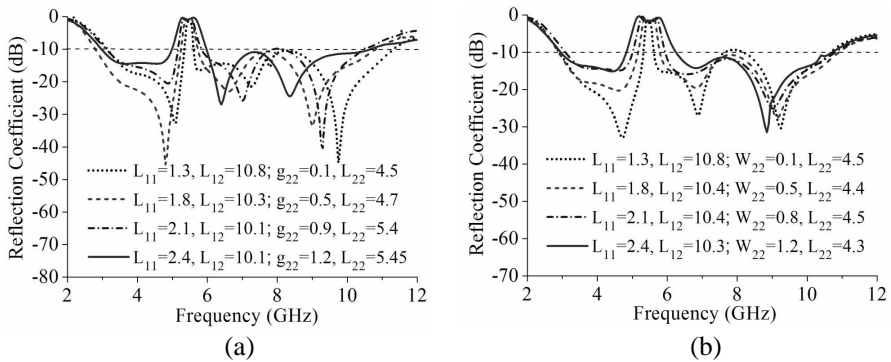 Reflection Coefficient (dB)
0
-10
-20
-30
-40
-50
-60
-70
-80
L11=1.3, L12=10.8; g22=0.1, L22=4.5
L11=1.8, L12=10.3; g22=0.5, L22=4.7
L11=2.1, L12=10.1; g22=0.9, L22=5.4
L11=2.4, L12=10.1; g22=1.2, L22=5.45
2 4 6 8 10 12
Frequency (GHz)
(a)
Reflection Coefficient (dB)
0
-10
-20
-30
-40
-50
-60
-70
L11=1.3, L12=10.8; W22=0.1, L22=4.5
L11=1.8, L12=10.4; W22=0.5, L22=4.4
L11=2.1, L12=10.4; W22=0.8, L22=4.5
L11=2.4, L12=10.3; W22=1.2, L22=4.3
2 4 6 8 10 12
Frequency (GHz)
(b)